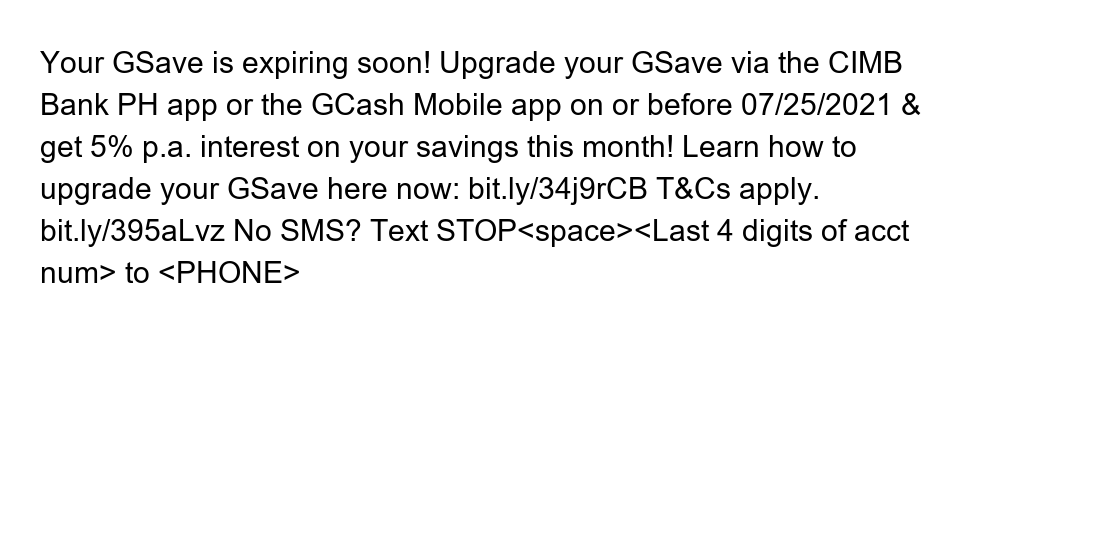 Your GSave is expiring soon! Upgrade your GSave via the CIMB
Bank PH app or the GCash Mobile app on or before 07/25/2021 &
get 5% p.a. interest on your savings this month! Learn how to
upgrade your GSave here now: bit.ly/34j9rCB T&Cs apply.
bit.ly/395aLvz No SMS? Text STOP<space><Last 4 digits of acct
num> to <PHONE>